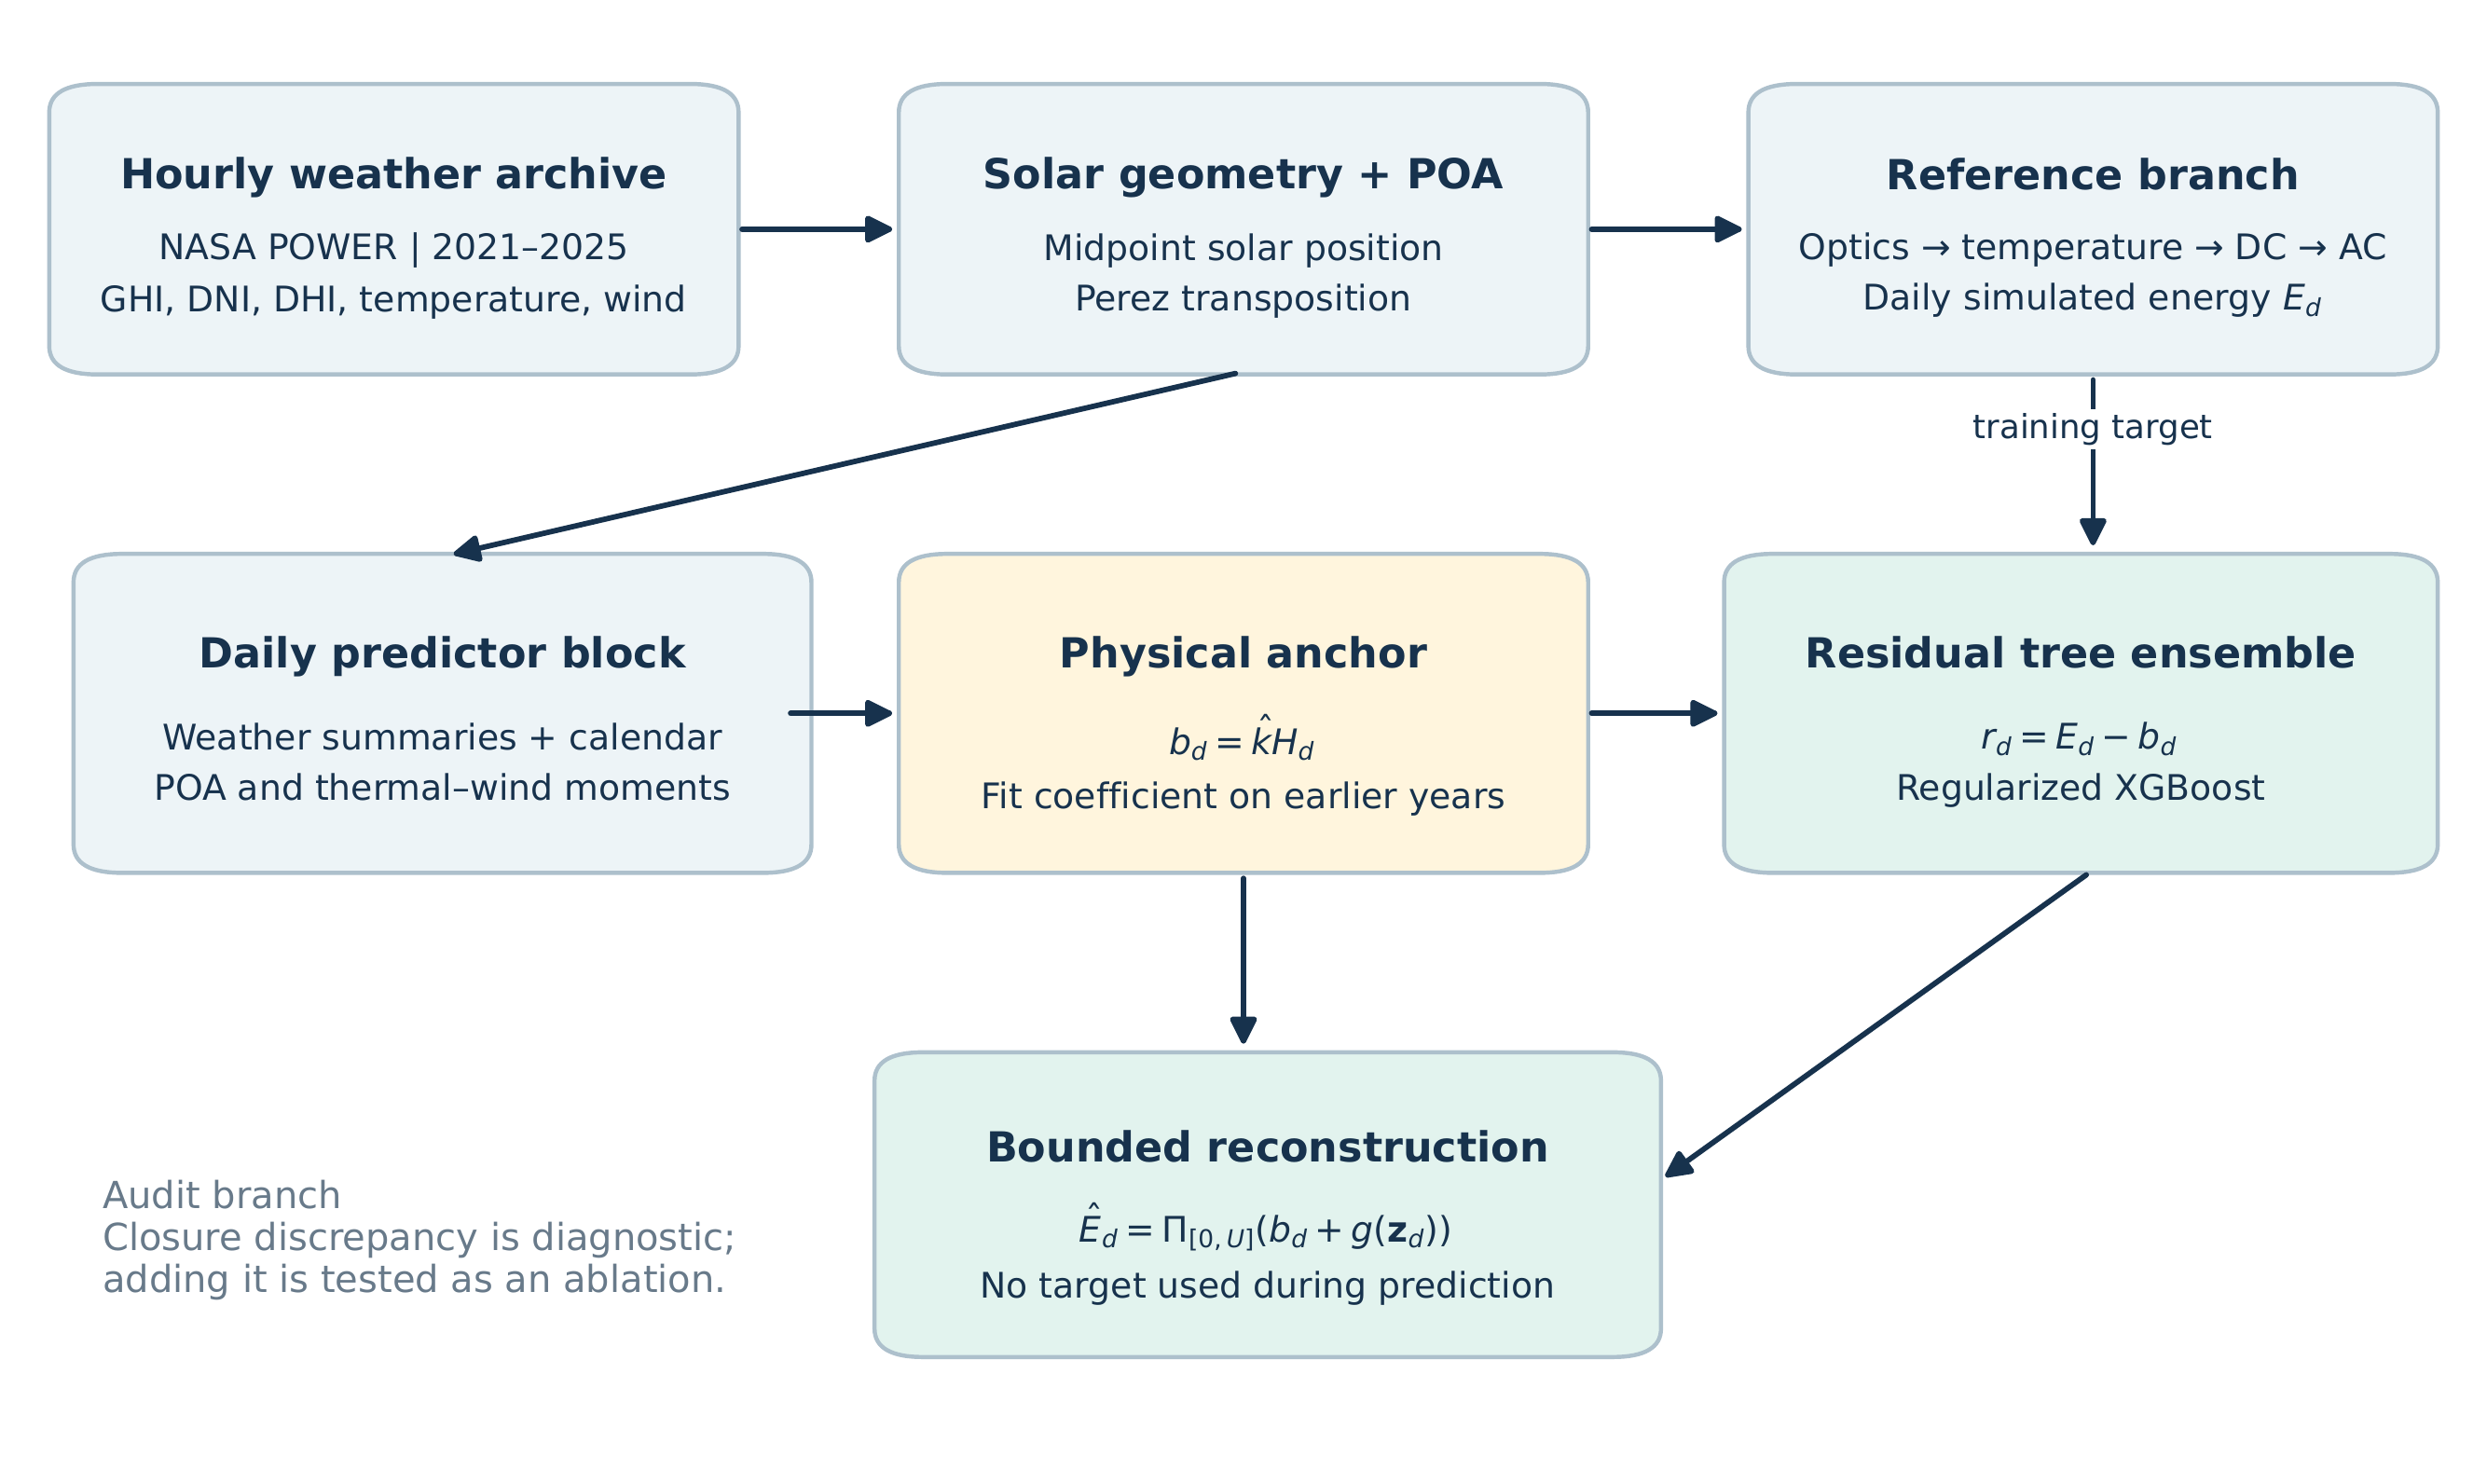 Hourly weather archive
NASA POWER | 2021–2025
GHI, DNI, DHI, temperature, wind
Solar geometry + POA
Midpoint solar position
Perez transposition
Reference branch
Optics → temperature → DC → AC
Daily simulated energy E_d
training target
Daily predictor block
Weather summaries + calendar
POA and thermal–wind moments
Physical anchor
b_d = k̂H_d
Fit coefficient on earlier years
Residual tree ensemble
r_d = E_d − b_d
Regularized XGBoost
Bounded reconstruction
Ê_d = Π_[0, U](b_d + g(𝐳_d))
No target used during prediction
Audit branch
Closure discrepancy is diagnostic;
adding it is tested as an ablation.